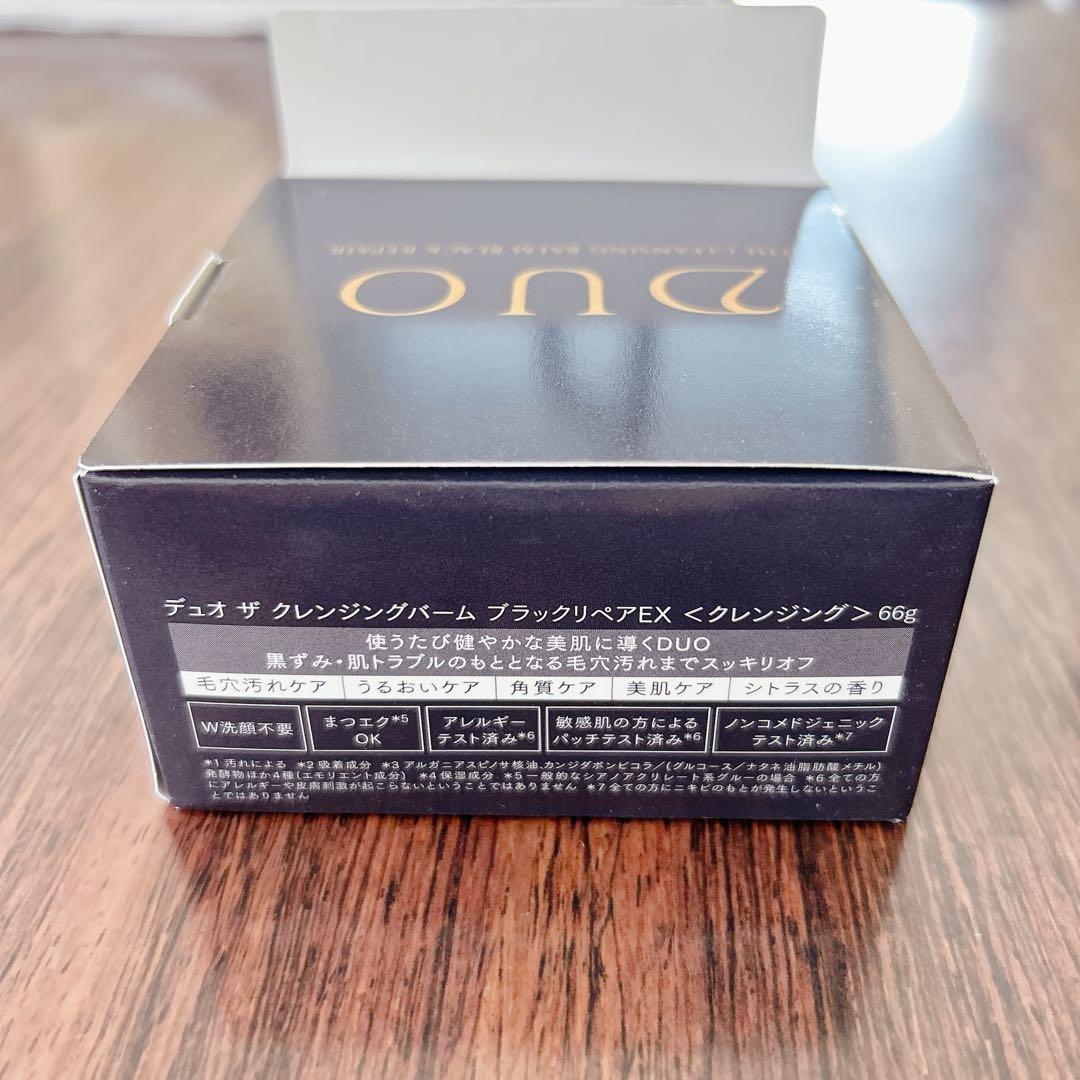 THE CLEANSING BALM BLACK REPAIR
DUO
デュオ ザ クレンジングバーム ブラックリペアEX <クレンジング> 66g
使うたび健やかな美肌に導くDUO
黒ずみ・肌トラブルのもととなる毛穴汚れまでスッキリオフ
毛穴汚れケア うるおいケア 角質ケア 美肌ケア シトラスの香り
W洗顔不要
まつエク*5
OK
アレルギー
テスト済み*6
敏感肌の方による
パッチテスト済み*6
ノンコメドジェニック
テスト済み*7
*1 汚れによる *2 吸着成分 *3 アルガニアスピノサ核油、カンジダボンビコラ/(グルコース/ナタネ油脂肪酸メチル)
発酵物ほか4種(エモリエント成分) *4 保湿成分 *5 一般的なシアノアクリレート系グルーの場合 *6 全ての方
にアレルギーや皮膚刺激が起こらないということではありません *7 全ての方にニキビのもとが発生しないというこ
とではありません